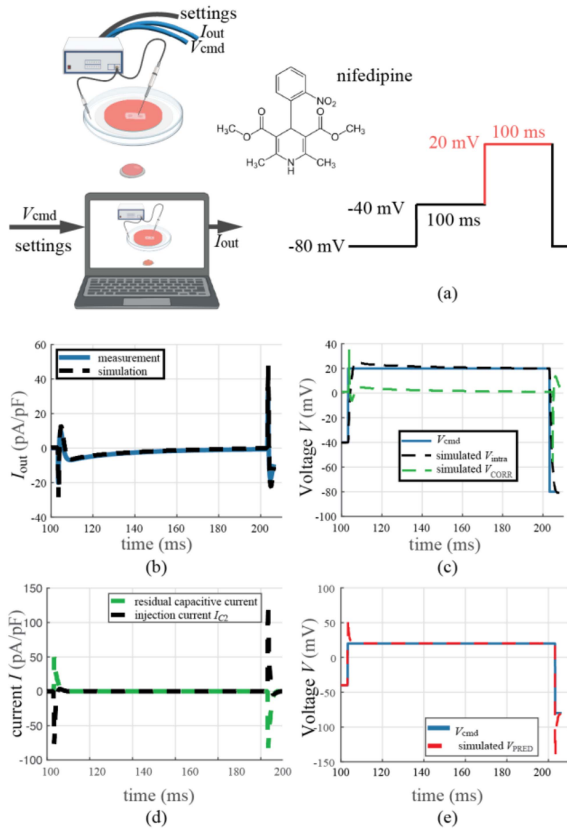 settings
Iout
Vcmd
nifedipine
NO2
O
O
H3C
O
O
CH3
H3C
N
H
CH3
Vcmd
settings
Iout
20 mV
100 ms
-40 mV
100 ms
-80 mV
(a)
measurement
simulation
60
40
20
0
-20
-40
100 120 140 160 180 200
Iout (pA/pF)
time (ms)
(b)
Vcmd
simulated Vintra
simulated VCORR
40
20
0
-20
-40
-60
-80
-100
100 120 140 160 180 200
Voltage V (mV)
time (ms)
(c)
residual capacitive current
injection current IC2
150
100
50
0
-50
-100
100 120 140 160 180 200
current I (pA/pF)
time (ms)
(d)
Vcmd
simulated VPRED
100
50
0
-50
-100
-150
100 120 140 160 180 200
Voltage V (mV)
time (ms)
(e)